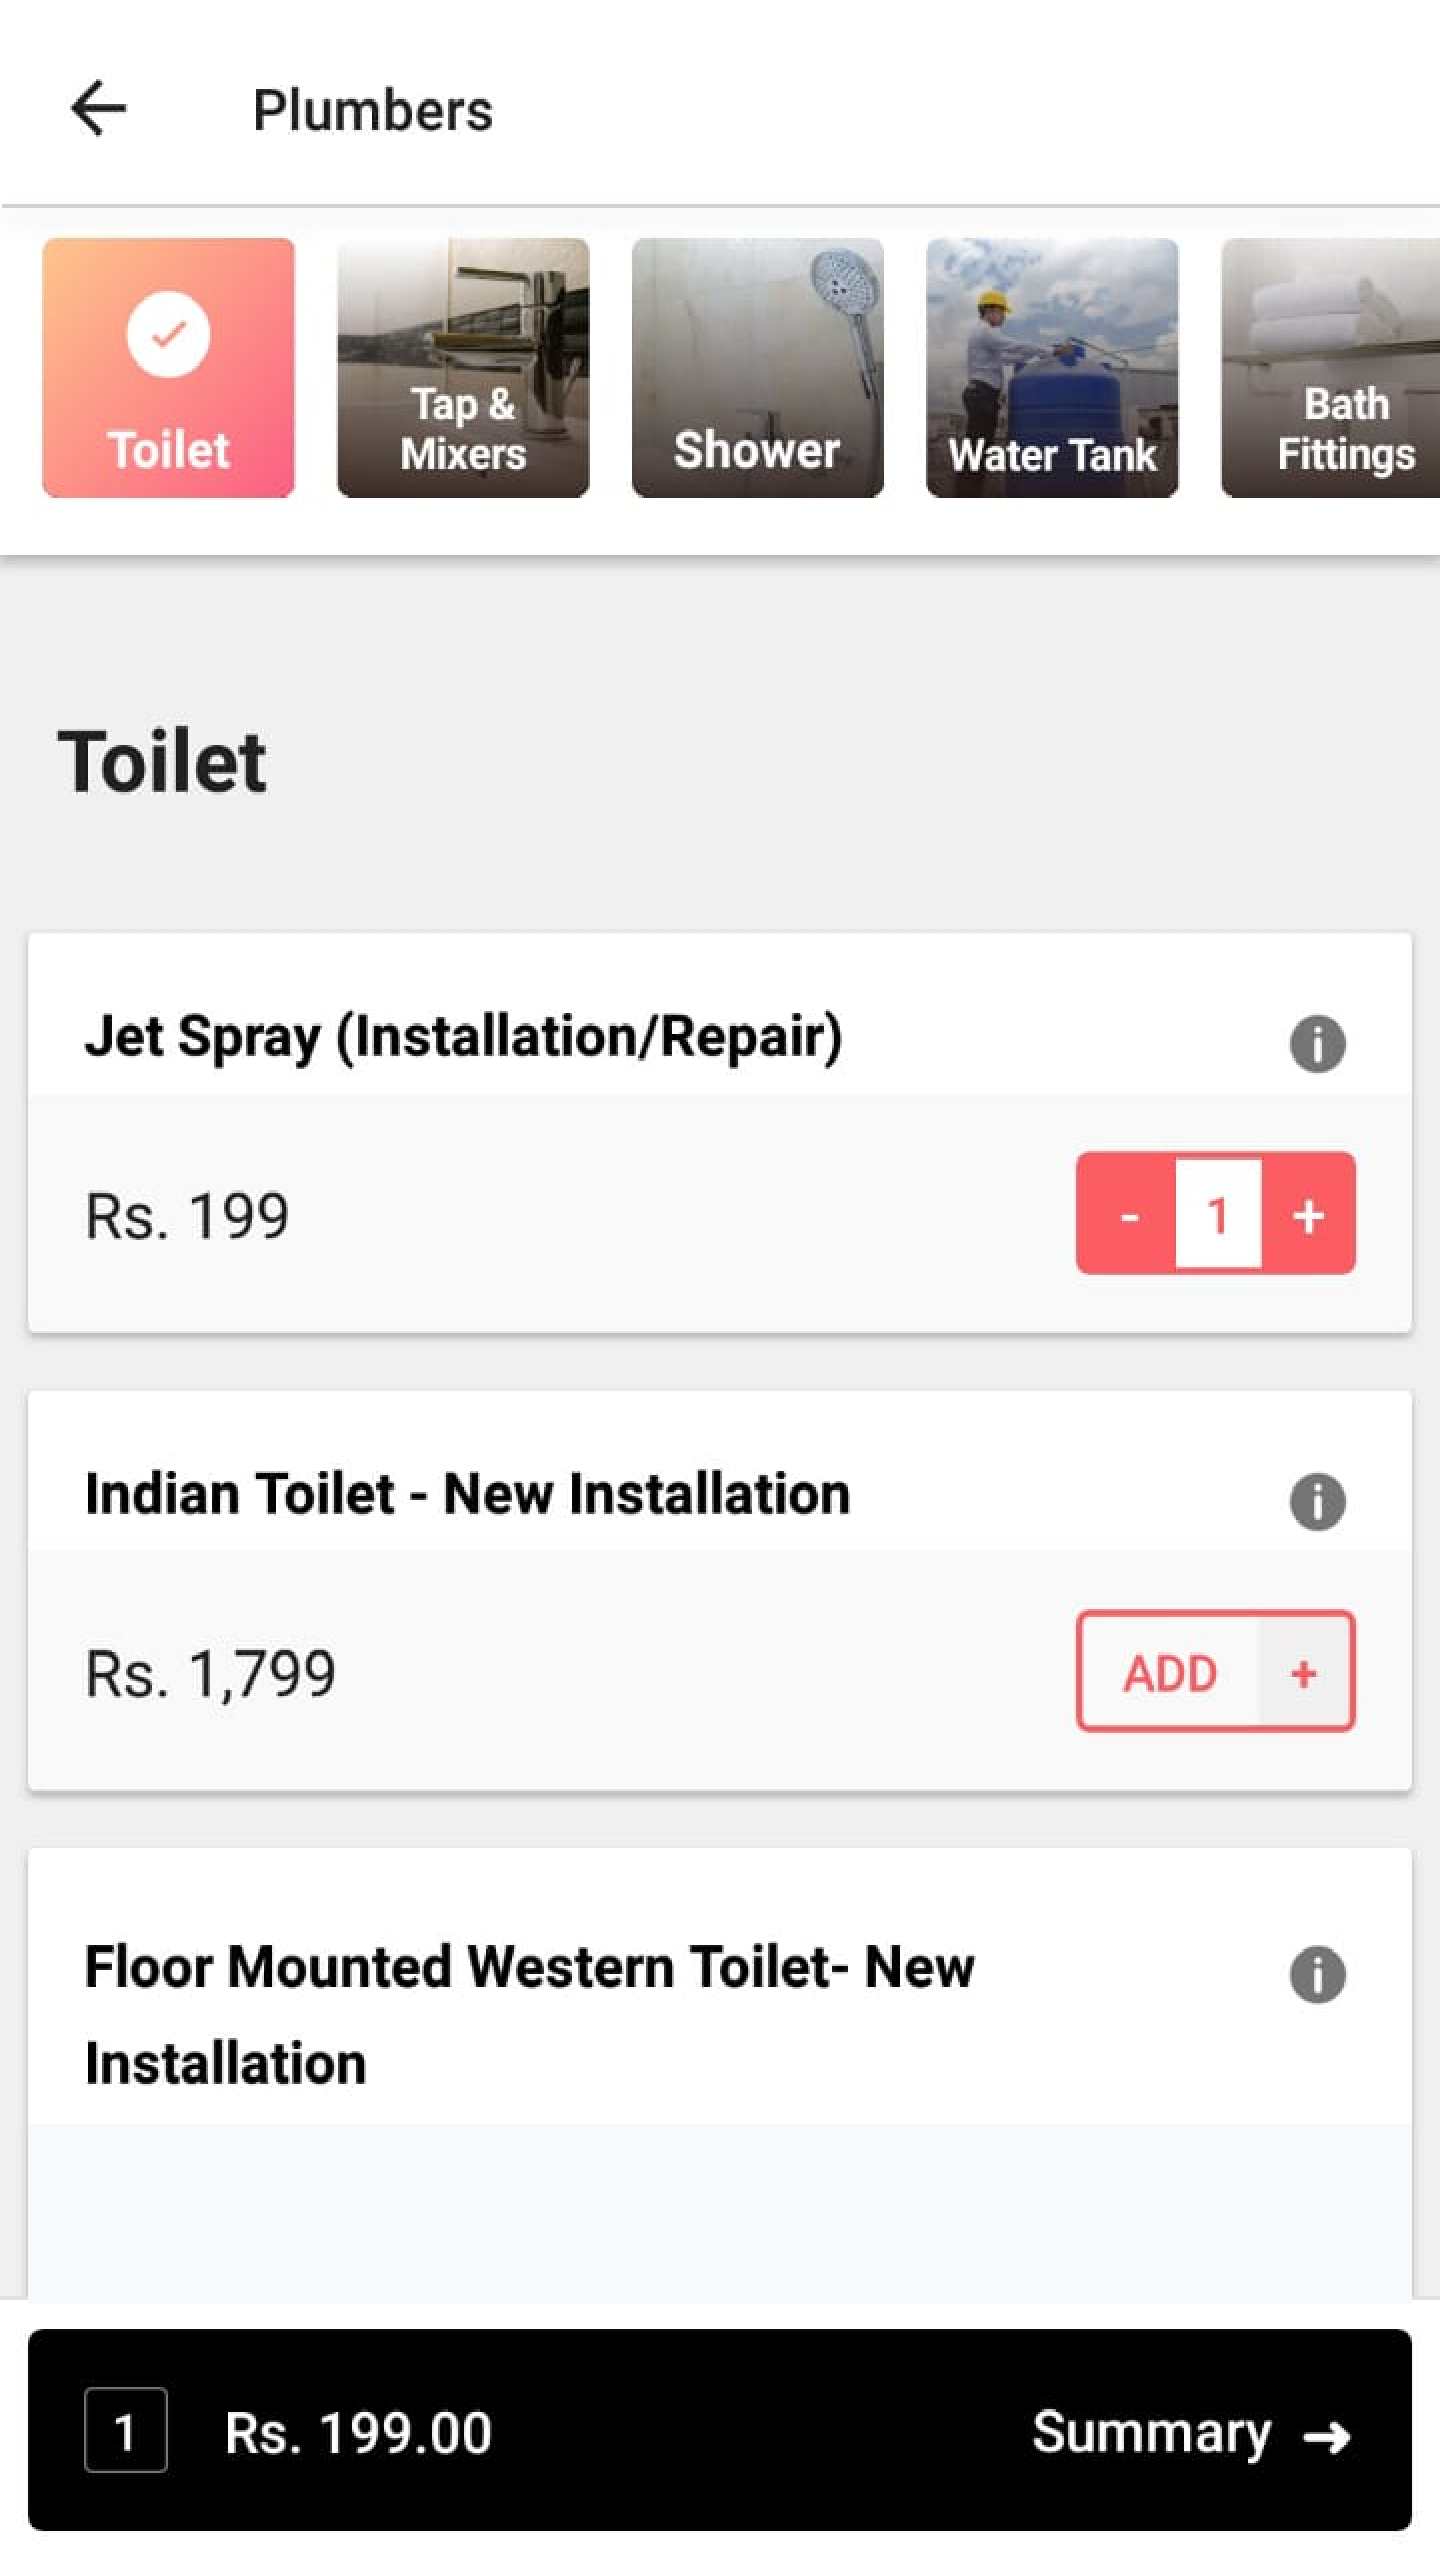 Plumbers
Toilet
Tap &
Mixers
Shower
Water Tank
Bath
Fittings
Toilet
Jet Spray (Installation/Repair)
Rs. 199
- 1 +
Indian Toilet - New Installation
Rs. 1,799
ADD +
Floor Mounted Western Toilet- New
Installation
1 Rs. 199.00 Summary →